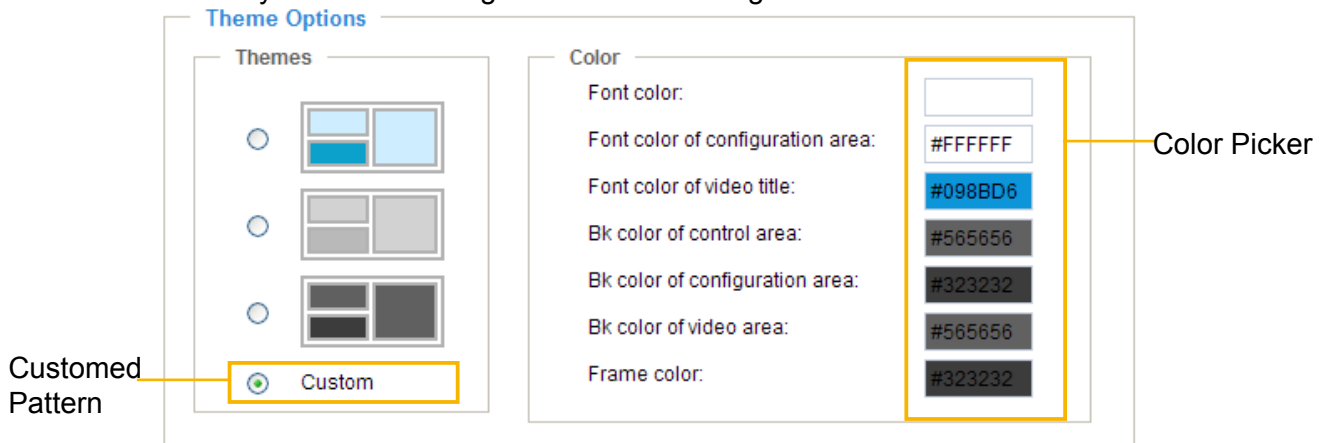 Theme Options
Themes
Color
Font color:
Font color of configuration area: #FFFFFF
Color Picker
Font color of video title: #098BD6
Bk color of control area: #565656
Bk color of configuration area: #323232
Bk color of video area: #565656
Customed Pattern
Custom
Frame color: #323232